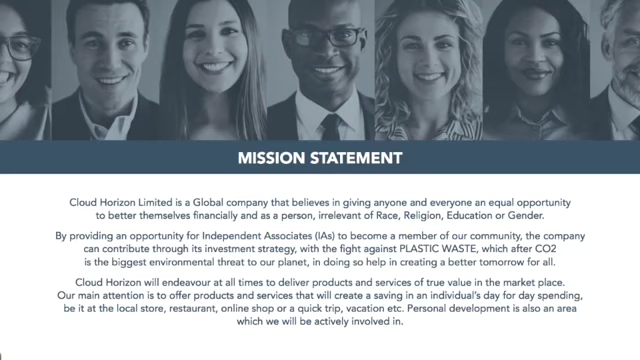 MISSION STATEMENT
Cloud Horizon Limited is a Global company that believes in giving anyone and everyone an equal opportunity
to better themselves financially and as a person, irrelevant of Race, Religion, Education or Gender.
By providing an opportunity for Independent Associates (IAs) to become a member of our community, the company
can contribute through its investment strategy, with the fight against PLASTIC WASTE, which after CO2
is the biggest environmental threat to our planet, in doing so help in creating a better tomorrow for all.
Cloud Horizon will endeavour at all times to deliver products and services of true value in the market place.
Our main attention is to offer products and services that will create a saving in an individual's day for day spending,
be it at the local store, restaurant, online shop or a quick trip, vacation etc. Personal development is also an area
which we will be actively involved in.